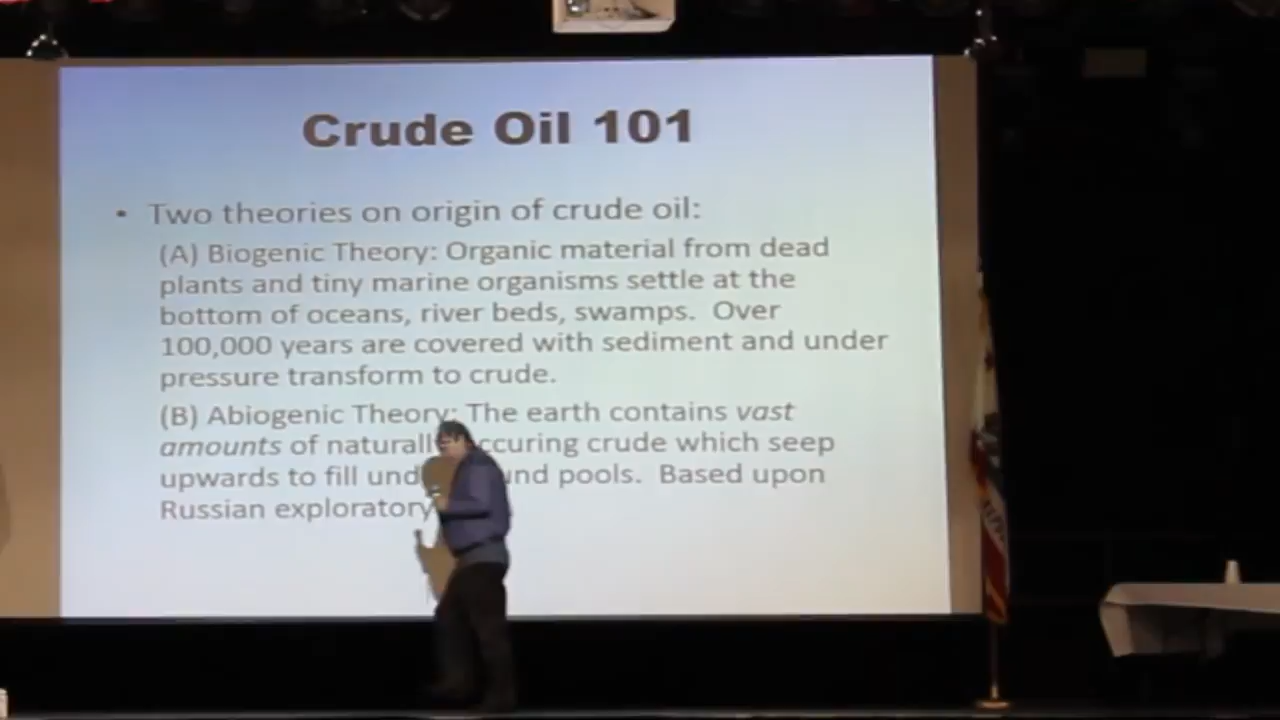 Crude Oil 101
• Two theories on origin of crude oil:
(A) Biogenic Theory: Organic material from dead
plants and tiny marine organisms settle at the
bottom of oceans, river beds, swamps. Over
100,000 years are covered with sediment and under
pressure transform to crude.
(B) Abiogenic Theory: The earth contains vast
amounts of crude which seep
upwards to fill pools. Based upon
Russian exploratory